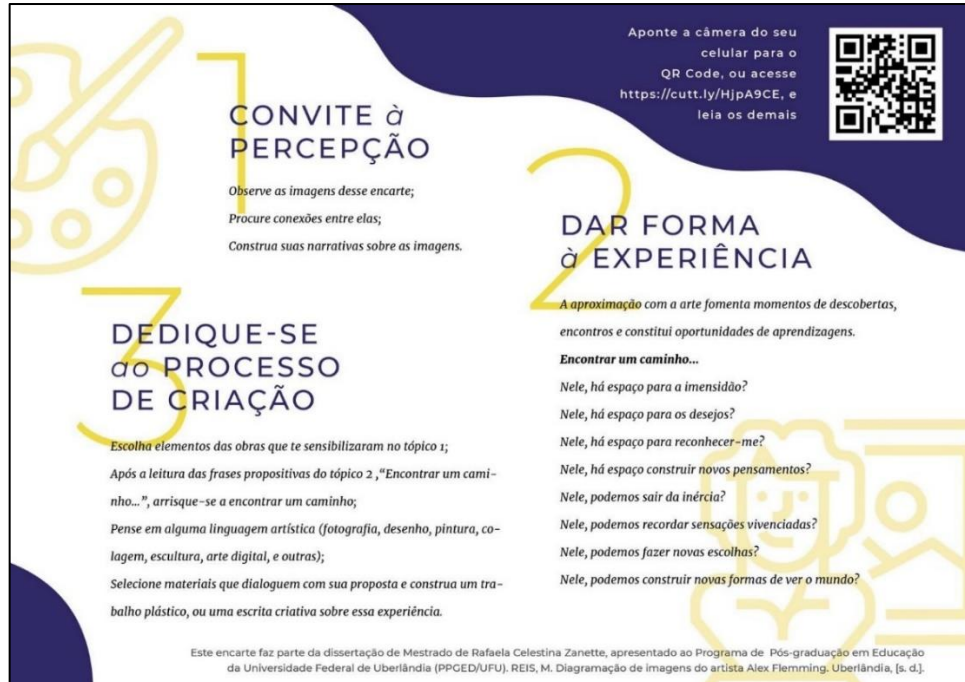 Aponte a câmera do seu
celular para o
QR Code, ou acesse
https://cutt.ly/HjpA9CE, e
leia os demais
1
CONVITE à
PERCEPÇÃO
Observe as imagens desse encarte;
Procure conexões entre elas;
Construa suas narrativas sobre as imagens.
2
DAR FORMA
à EXPERIÊNCIA
A aproximação com a arte fomenta momentos de descobertas,
encontros e constitui oportunidades de aprendizagens.
Encontrar um caminho...
Nele, há espaço para a imensidão?
Nele, há espaço para os desejos?
Nele, há espaço para reconhecer-me?
Nele, há espaço construir novos pensamentos?
Nele, podemos sair da inércia?
Nele, podemos recordar sensações vivenciadas?
Nele, podemos fazer novas escolhas?
Nele, podemos construir novas formas de ver o mundo?
3
DEDIQUE-SE
ao PROCESSO
DE CRIAÇÃO
Escolha elementos das obras que te sensibilizaram no tópico 1;
Após a leitura das frases propositivas do tópico 2 ,“Encontrar um cami-
nho...”, arrisque-se a encontrar um caminho;
Pense em alguma linguagem artística (fotografia, desenho, pintura, co-
lagem, escultura, arte digital, e outras);
Selecione materiais que dialoguem com sua proposta e construa um tra-
balho plástico, ou uma escrita criativa sobre essa experiência.
Este encarte faz parte da dissertação de Mestrado de Rafaela Celestina Zanette, apresentado ao Programa de Pós-graduação em Educação
da Universidade Federal de Uberlândia (PPGED/UFU). REIS, M. Diagramação de imagens do artista Alex Flemming. Uberlândia, [s. d.].